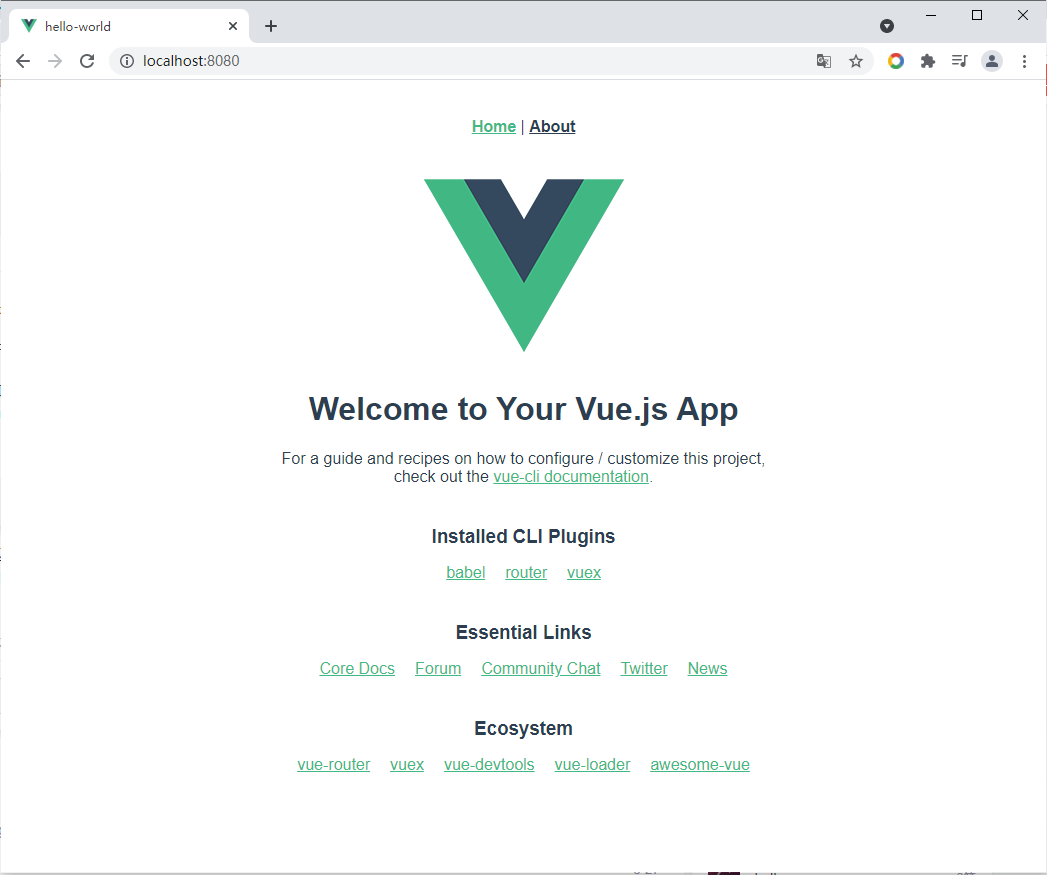 hello-world
localhost:8080
Home | About
Welcome to Your Vue.js App
For a guide and recipes on how to configure / customize this project,
check out the vue-cli documentation.
Installed CLI Plugins
babel router vuex
Essential Links
Core Docs Forum Community Chat Twitter News
Ecosystem
vue-router vuex vue-devtools vue-loader awesome-vue